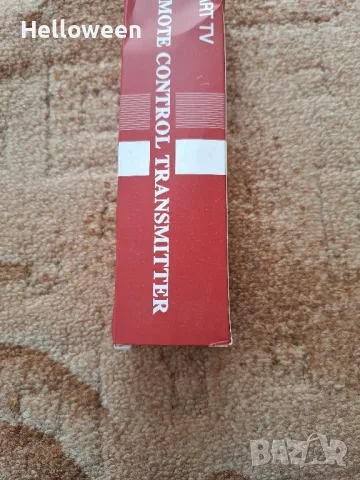 Helloween
ART TV
MOTE CONTROL TRANSMITTER
BAZAR